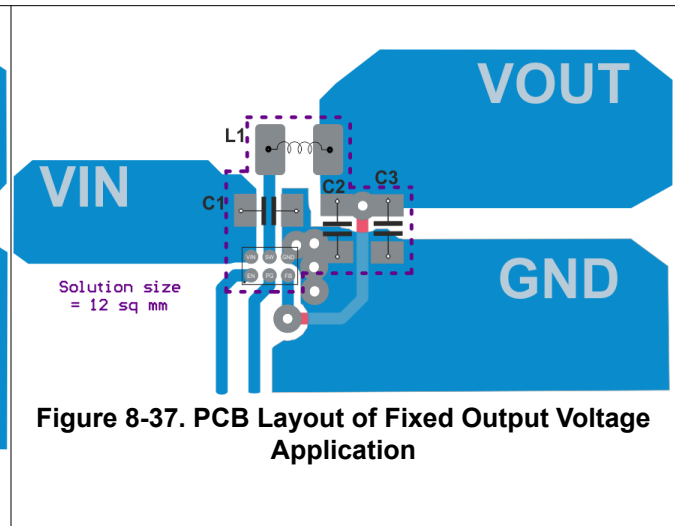 VOUT
L1
VIN
C1
C2
C3
VIN
SW
GND
EN
PG
FB
Solution size
= 12 sq mm
GND
Figure 8-37. PCB Layout of Fixed Output Voltage
Application